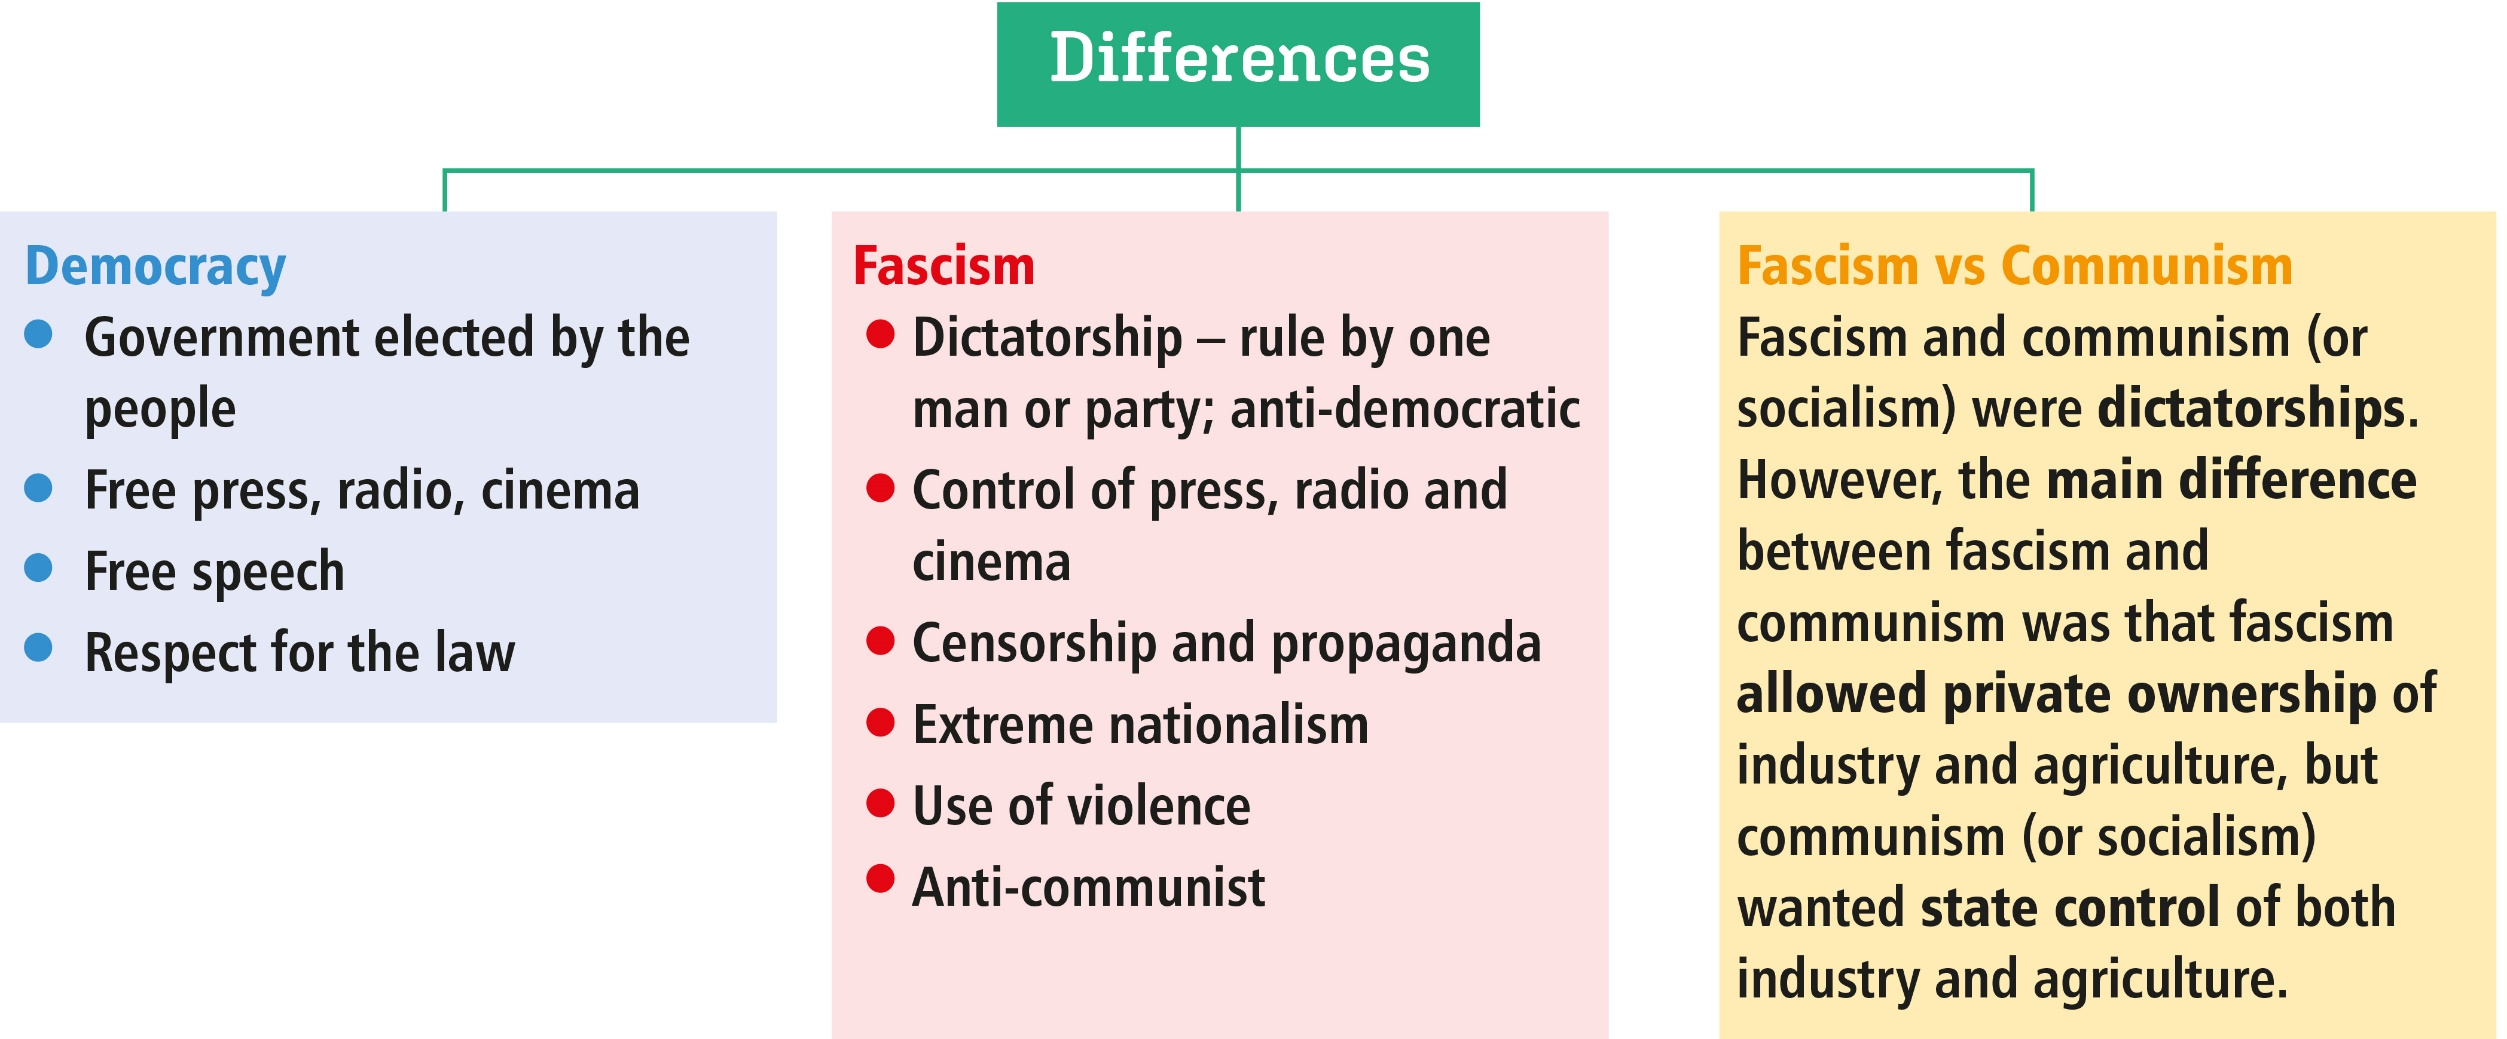 Differences
Democracy
Government elected by the
people
Free press, radio, cinema
Free speech
Respect for the law
Fascism
Dictatorship – rule by one
man or party; anti-democratic
Control of press, radio and
cinema
Censorship and propaganda
Extreme nationalism
Use of violence
Anti-communist
Fascism vs Communism
Fascism and communism (or
socialism) were dictatorships.
However, the main difference
between fascism and
communism was that fascism
allowed private ownership of
industry and agriculture, but
communism (or socialism)
wanted state control of both
industry and agriculture.